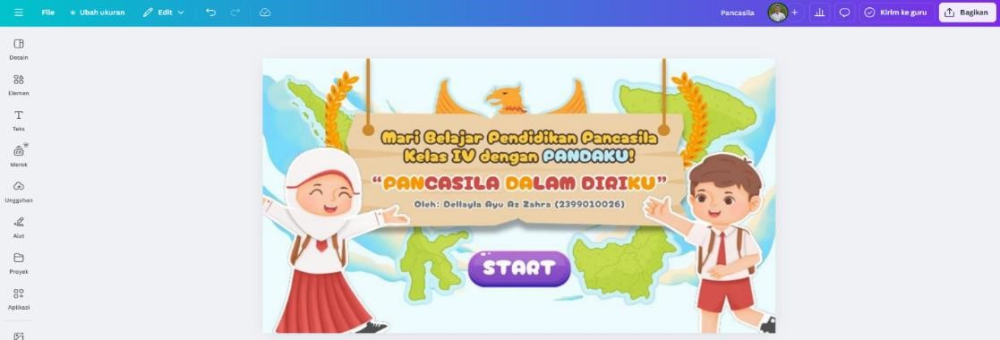 File
Ubah ukuran
Edit
Pancasila
Kirim ke guru
Bagikan
Desain
Elemen
Teks
Merek
Unggahan
Alat
Proyek
Aplikasi
Mari Belajar Pendidikan Pancasila
Kelas IV dengan PANDAKU!
"PANCASILA DALAM DIRIKU"
Oleh: Dellayla Ayu Az Zahra (2399010026)
START